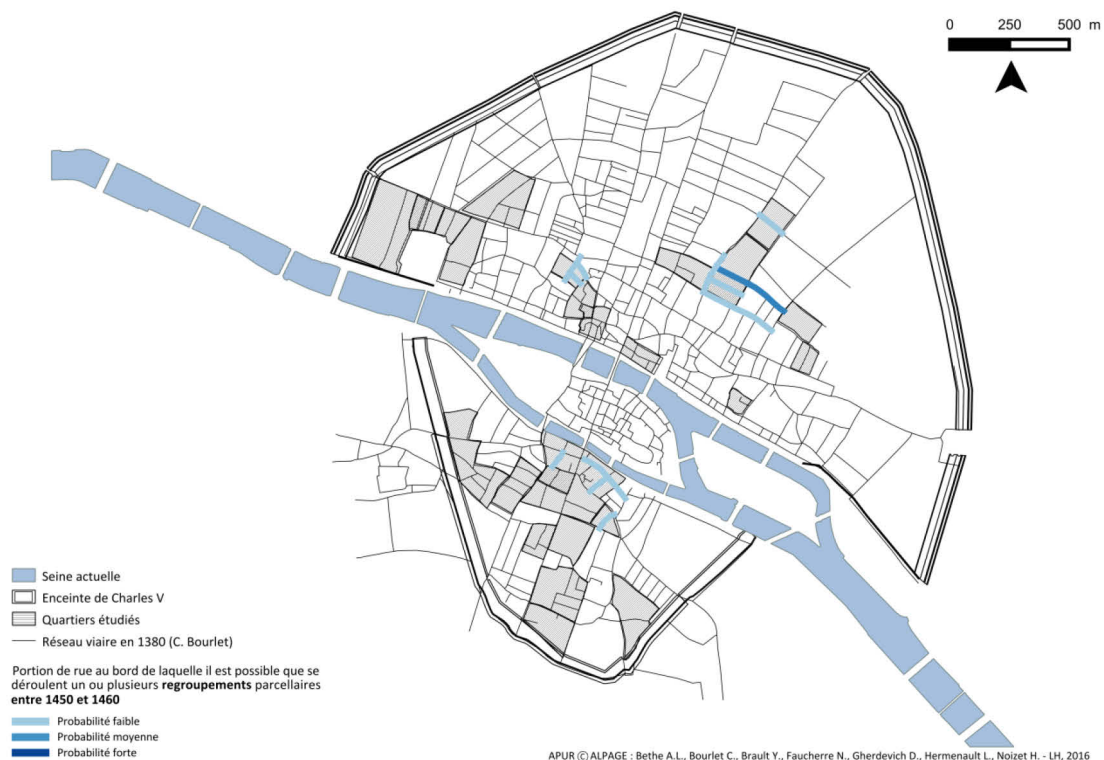 0 250 500 m
Seine actuelle
Enceinte de Charles V
Quartiers étudiés
Réseau viaire en 1380 (C. Bourlet)
Portion de rue au bord de laquelle il est possible que se
déroulent un ou plusieurs regroupements parcellaires
entre 1450 et 1460
Probabilité faible
Probabilité moyenne
Probabilité forte
APUR © ALPAGE : Bethe A.L., Bourlet C., Brault Y., Faucherre N., Gherdevich D., Hermenault L., Noizet H. - LH, 2016